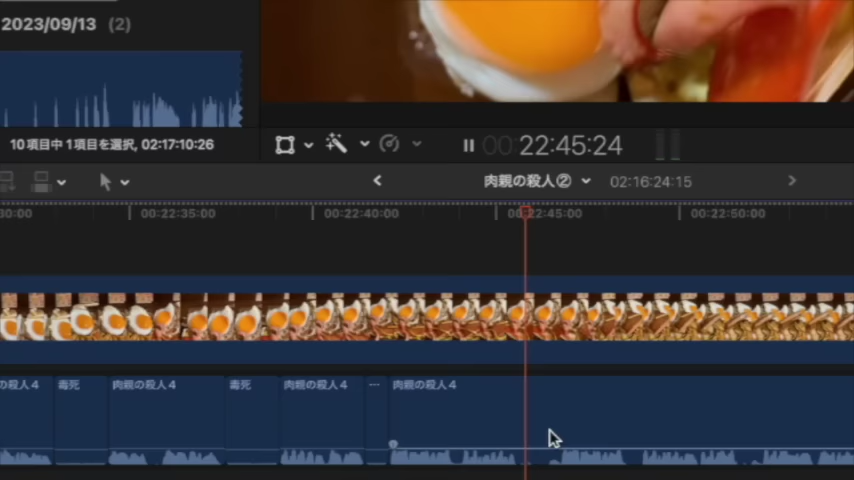 2023/09/13 (2)
10項目中1項目を選択, 02:17:10:26
00:22:45:24
肉親の殺人② 02:16:24:15
30:00 00:22:35:00 00:22:40:00 00:22:45:00 00:22:50:00
の殺人4 毒死 肉親の殺人4 毒死 肉親の殺人4 … 肉親の殺人4